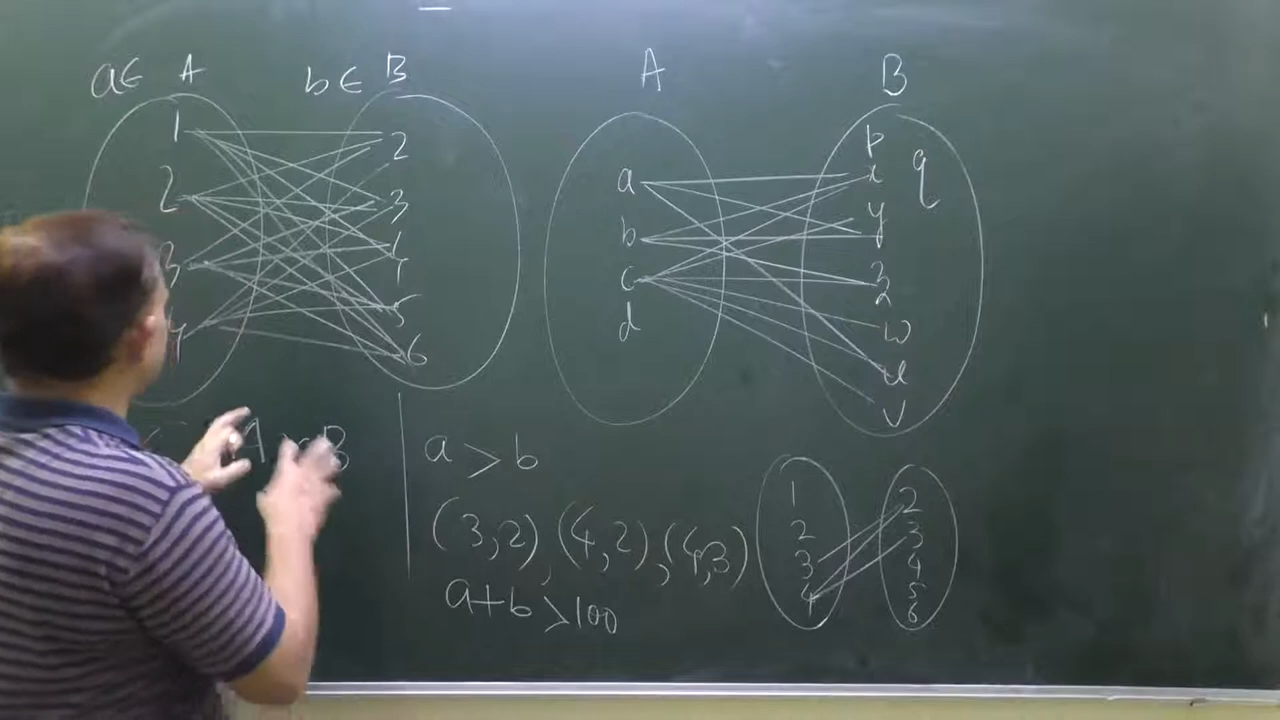 a∈ A b∈ B
1 2
2 3
3 4
4 5
6
A × B
A B
a p q
b x
c y
d z
w
u
v
a > b
(3,2), (4,2), (4,3)
a+b >100
1 2
2 3
3 4
4 5
6